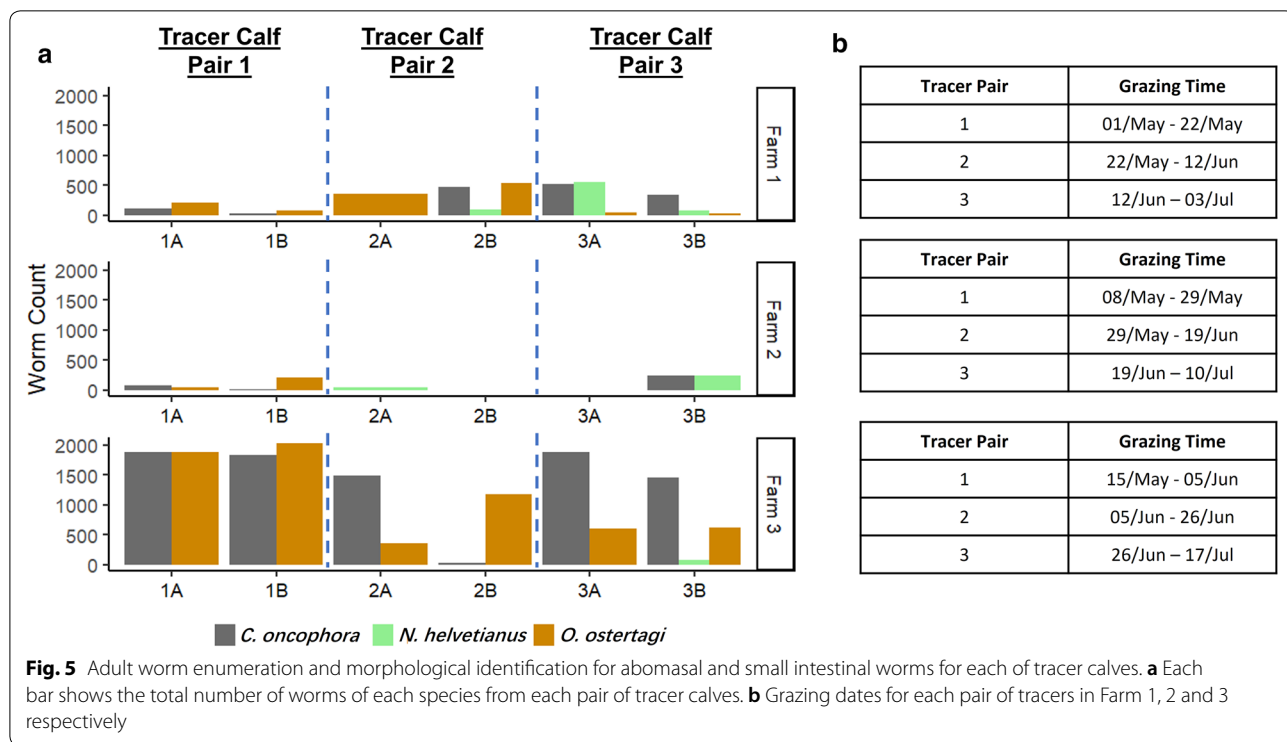 a
Tracer Calf
Pair 1
Tracer Calf
Pair 2
Tracer Calf
Pair 3
Worm Count
2000
1500
1000
500
0
1A 1B 2A 2B 3A 3B
Farm 1
2000
1500
1000
500
0
1A 1B 2A 2B 3A 3B
Farm 2
2000
1500
1000
500
0
1A 1B 2A 2B 3A 3B
Farm 3
C. oncophora N. helvetianus O. ostertagi
b
Tracer Pair Grazing Time
1 01/May - 22/May
2 22/May - 12/Jun
3 12/Jun – 03/Jul
Tracer Pair Grazing Time
1 08/May - 29/May
2 29/May - 19/Jun
3 19/Jun – 10/Jul
Tracer Pair Grazing Time
1 15/May - 05/Jun
2 05/Jun - 26/Jun
3 26/Jun – 17/Jul
Fig. 5 Adult worm enumeration and morphological identification for abomasal and small intestinal worms for each of tracer calves. a Each
bar shows the total number of worms of each species from each pair of tracer calves. b Grazing dates for each pair of tracers in Farm 1, 2 and 3
respectively